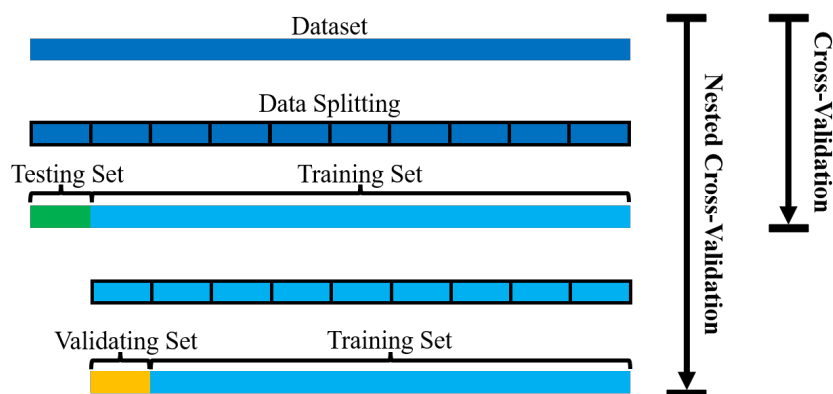 Dataset
Data Splitting
Testing Set
Training Set
Validating Set
Training Set
Nested Cross-Validation
Cross-Validation